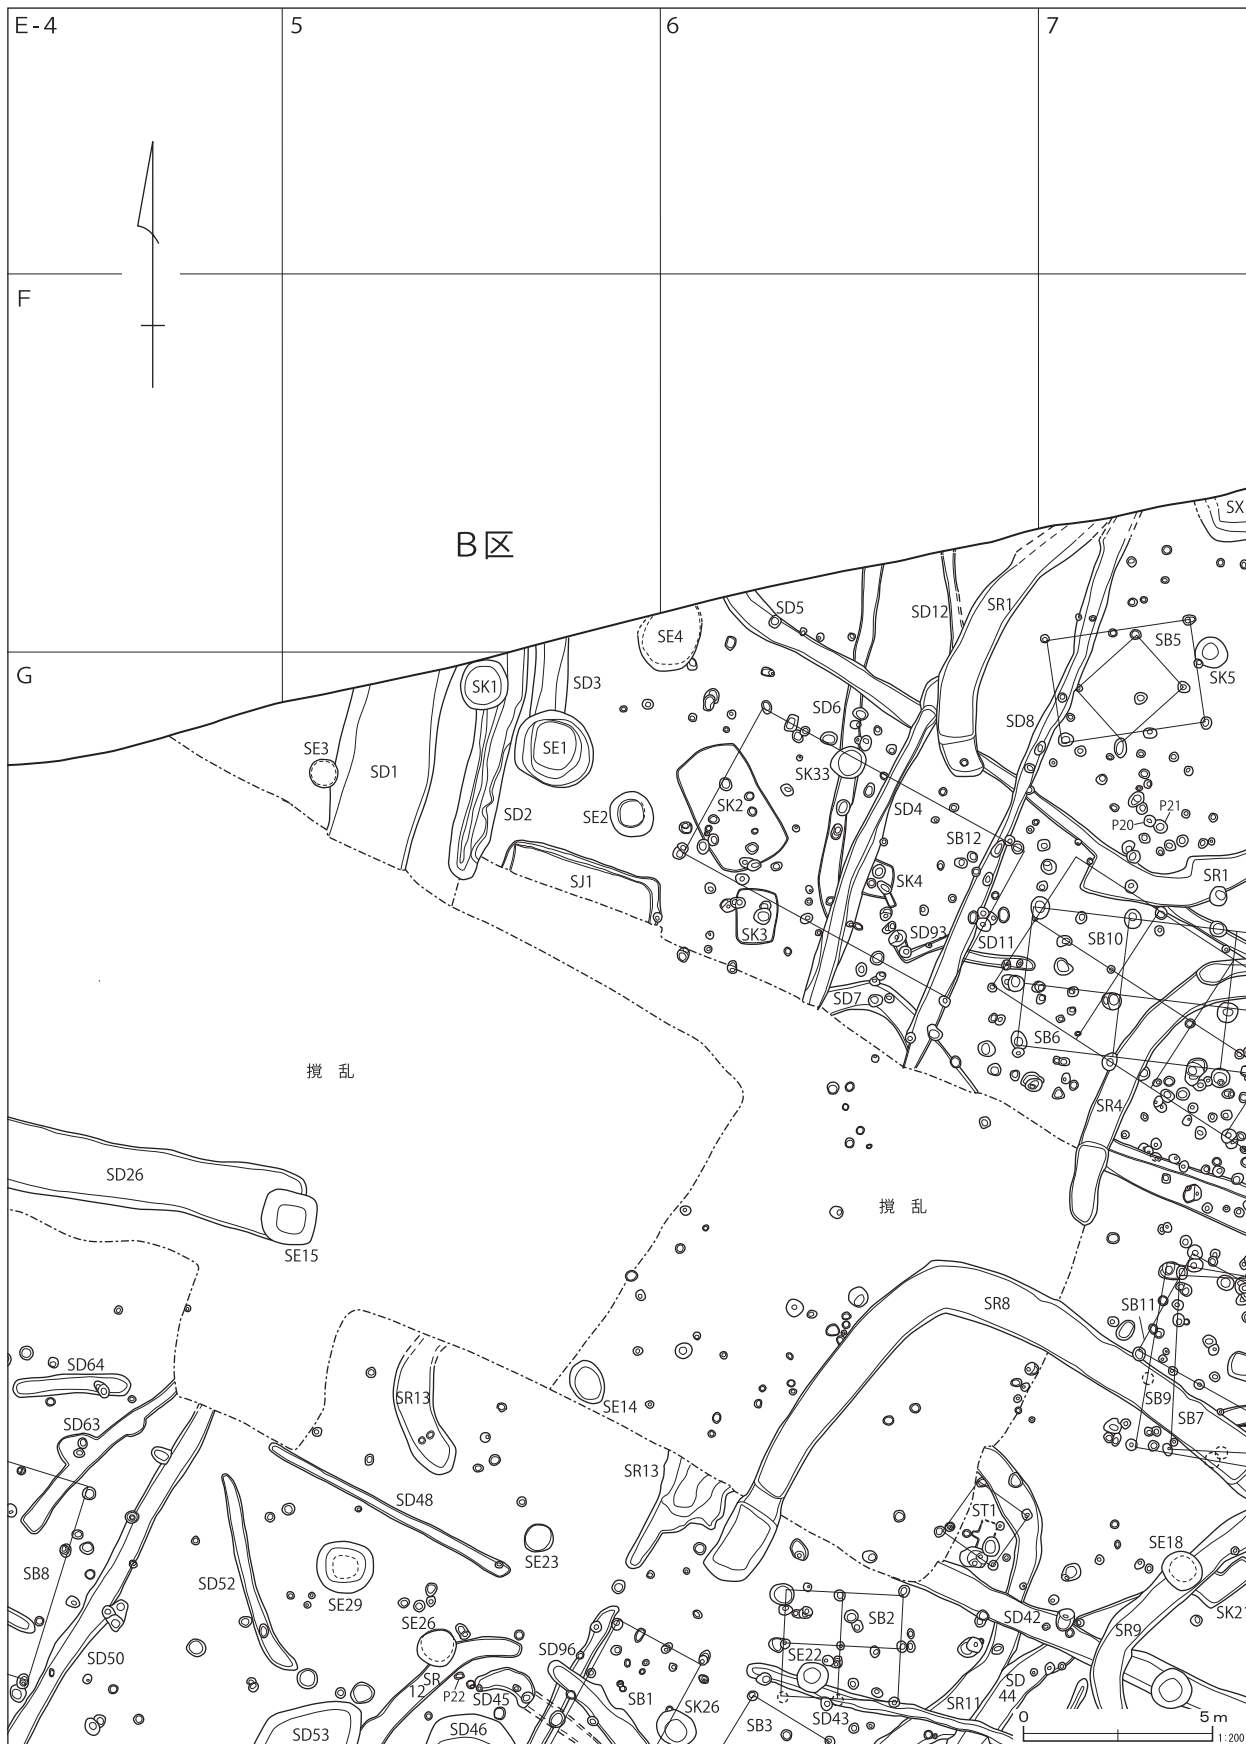 E-4 5 6 7
F
B区
SX
SD5 SD12 SR1
SE4 SB5
G SK1 SD3 SK5
SD6 SD8
SE3 SE1
SD1 SK33
SK2 SD4
SD2 SE2 P21
P20
SB12
SJ1 SK4 SR1
SK3 SD93 SD11 SB10
SD7
SB6
撹 乱
SR4
SD26
撹 乱
SE15
SR8 SB11
SD64
SR13 SE14 SB9
SB7
SD63
SR13
SD48
ST1
SE23 SE18
SB8 SD52
SE29 SK21
SE26 SB2 SD42
SR9
SD50 SR
12
P22 SD45 SD96 SE22
SD
44
SB1 SK26 SR11
SD53 SD46 SB3 SD43
0 5m
1:200